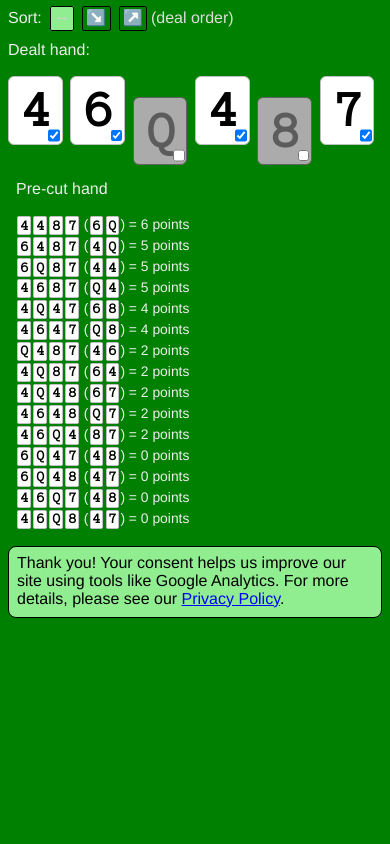 Sort: ↔ ↘ ↗ (deal order)
Dealt hand:
4 6 Q 4 8 7
Pre-cut hand
4 4 8 7 (6 Q) = 6 points
6 4 8 7 (4 Q) = 5 points
6 Q 8 7 (4 4) = 5 points
4 6 8 7 (Q 4) = 5 points
4 Q 4 7 (6 8) = 4 points
4 6 4 7 (Q 8) = 4 points
Q 4 8 7 (4 6) = 2 points
4 Q 8 7 (6 4) = 2 points
4 Q 4 8 (6 7) = 2 points
4 6 4 8 (Q 7) = 2 points
4 6 Q 4 (8 7) = 2 points
6 Q 4 7 (4 8) = 0 points
6 Q 4 8 (4 7) = 0 points
4 6 Q 7 (4 8) = 0 points
4 6 Q 8 (4 7) = 0 points
Thank you! Your consent helps us improve our
site using tools like Google Analytics. For more
details, please see our Privacy Policy.